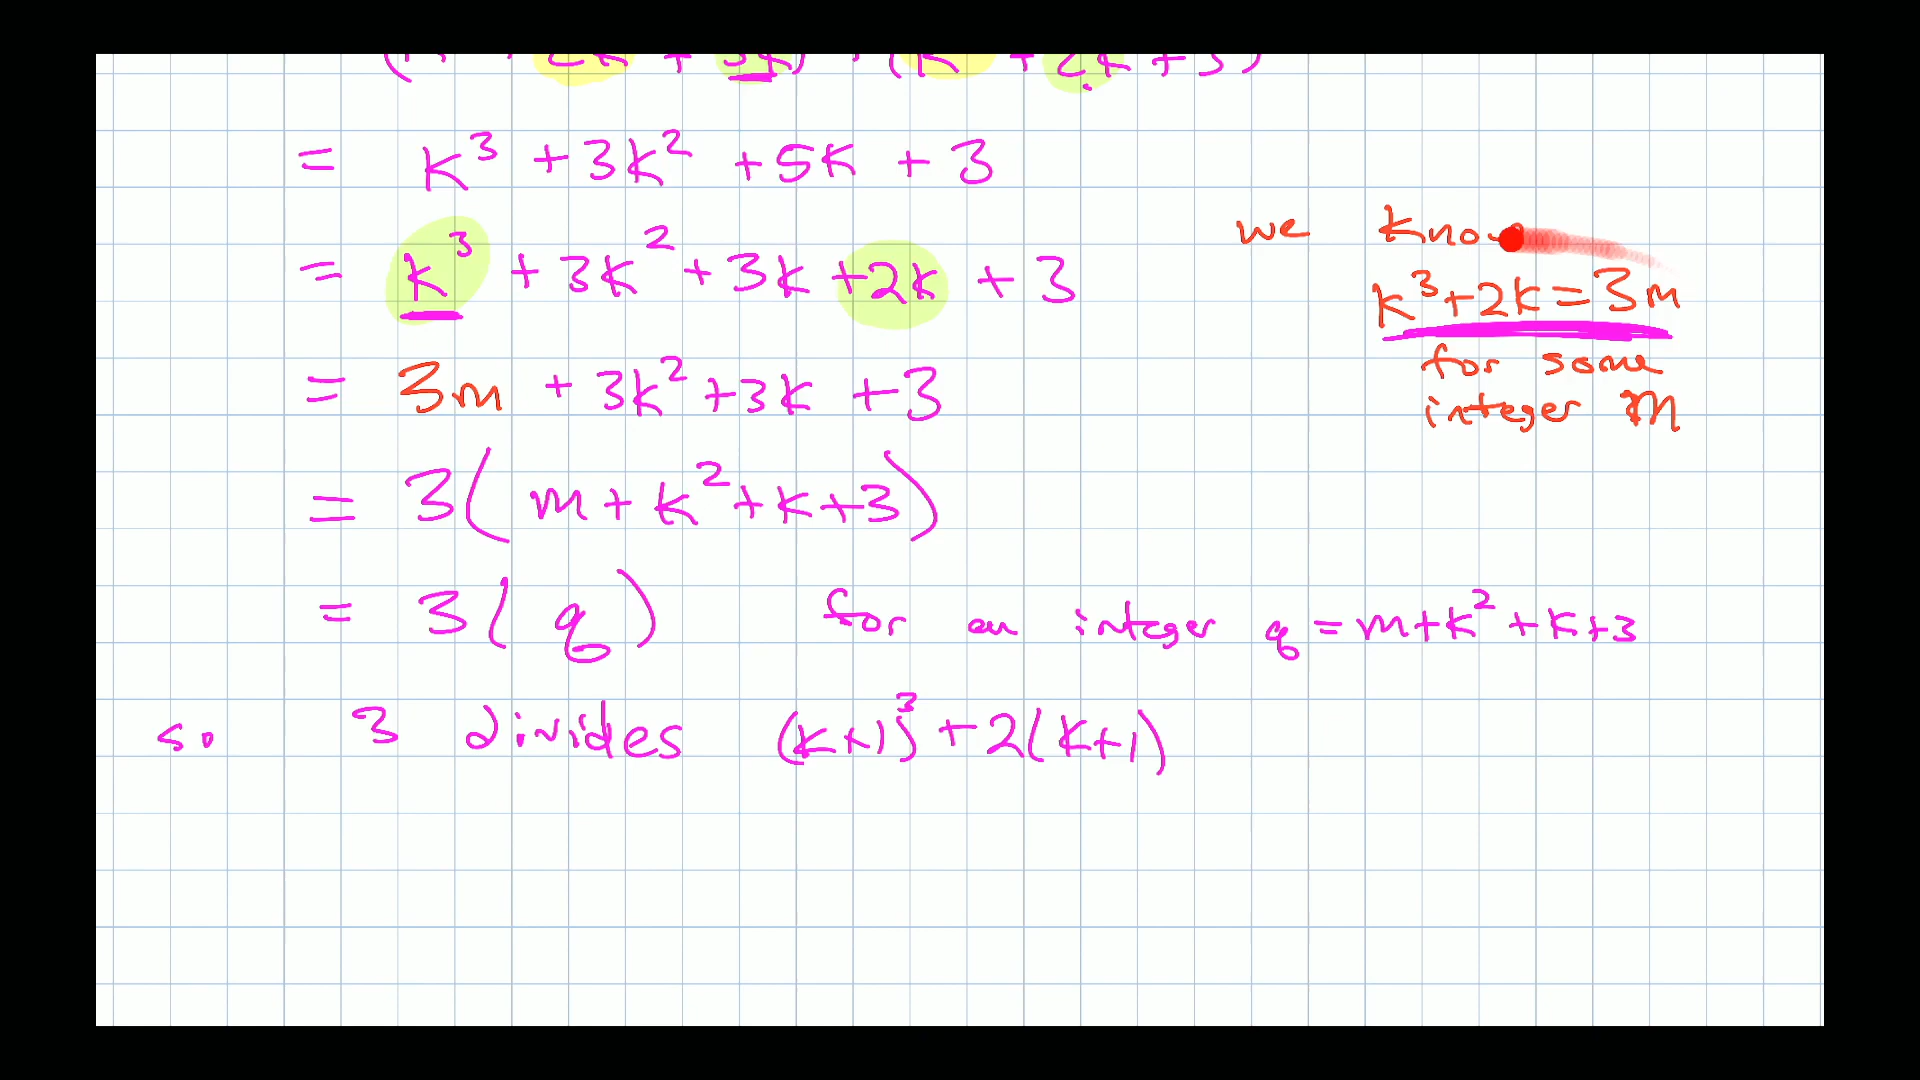 = k³ + 3k² + 5k + 3
= k³ + 3k² + 3k + 2k + 3
we know
k³ + 2k = 3m
for some
integer m
= 3m + 3k² + 3k + 3
= 3(m + k² + k + 3)
= 3(q) for an integer q = m + k² + k + 3
so 3 divides (k+1)³ + 2(k+1)